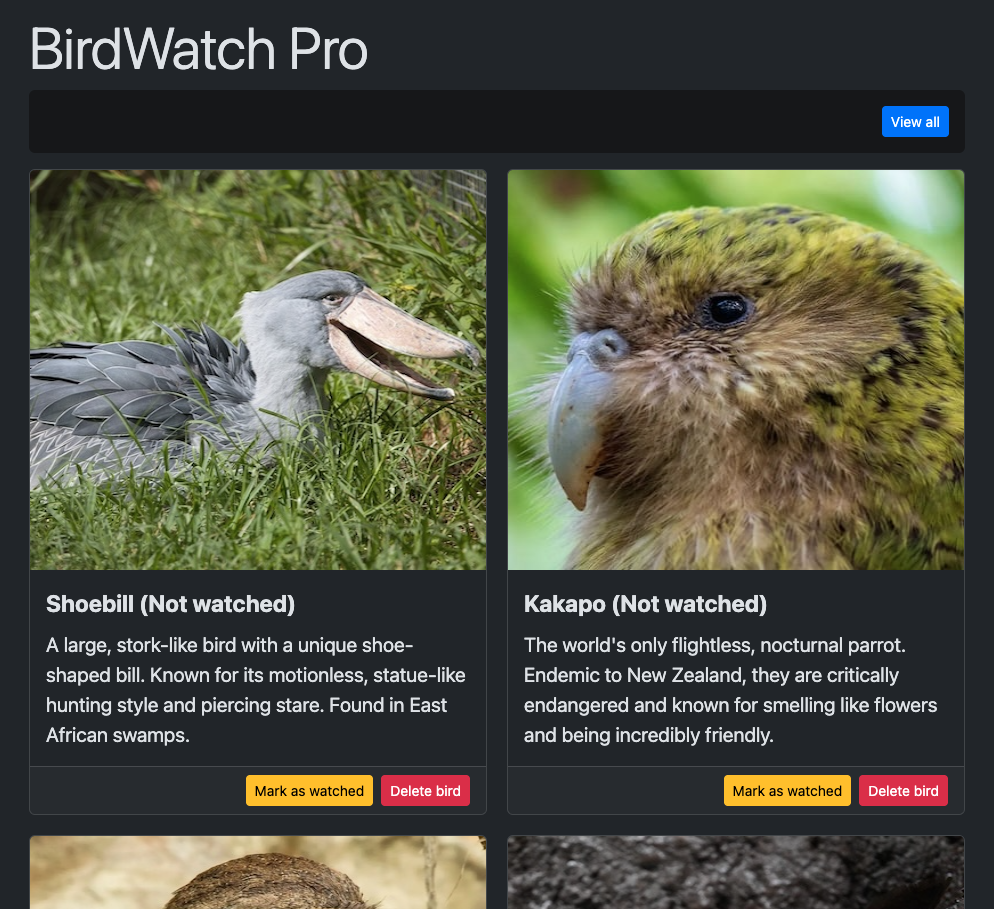 BirdWatch Pro
View all
Shoebill (Not watched)
A large, stork-like bird with a unique shoe-
shaped bill. Known for its motionless, statue-like
hunting style and piercing stare. Found in East
African swamps.
Mark as watched
Delete bird
Kakapo (Not watched)
The world's only flightless, nocturnal parrot.
Endemic to New Zealand, they are critically
endangered and known for smelling like flowers
and being incredibly friendly.
Mark as watched
Delete bird